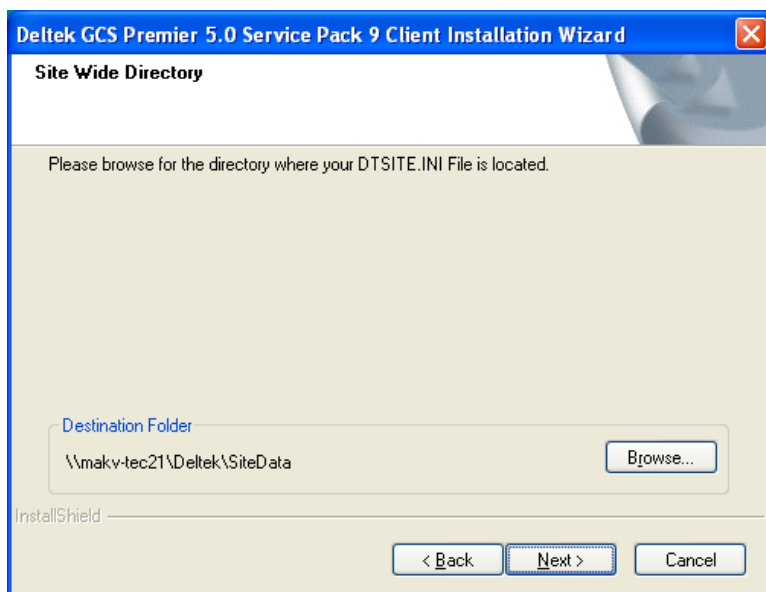 Deltek GCS Premier 5.0 Service Pack 9 Client Installation Wizard
Site Wide Directory
Please browse for the directory where your DTSITE.INI File is located.
Destination Folder
\\makv-tec21\Deltek\SiteData
Browse...
InstallShield
< Back
Next >
Cancel